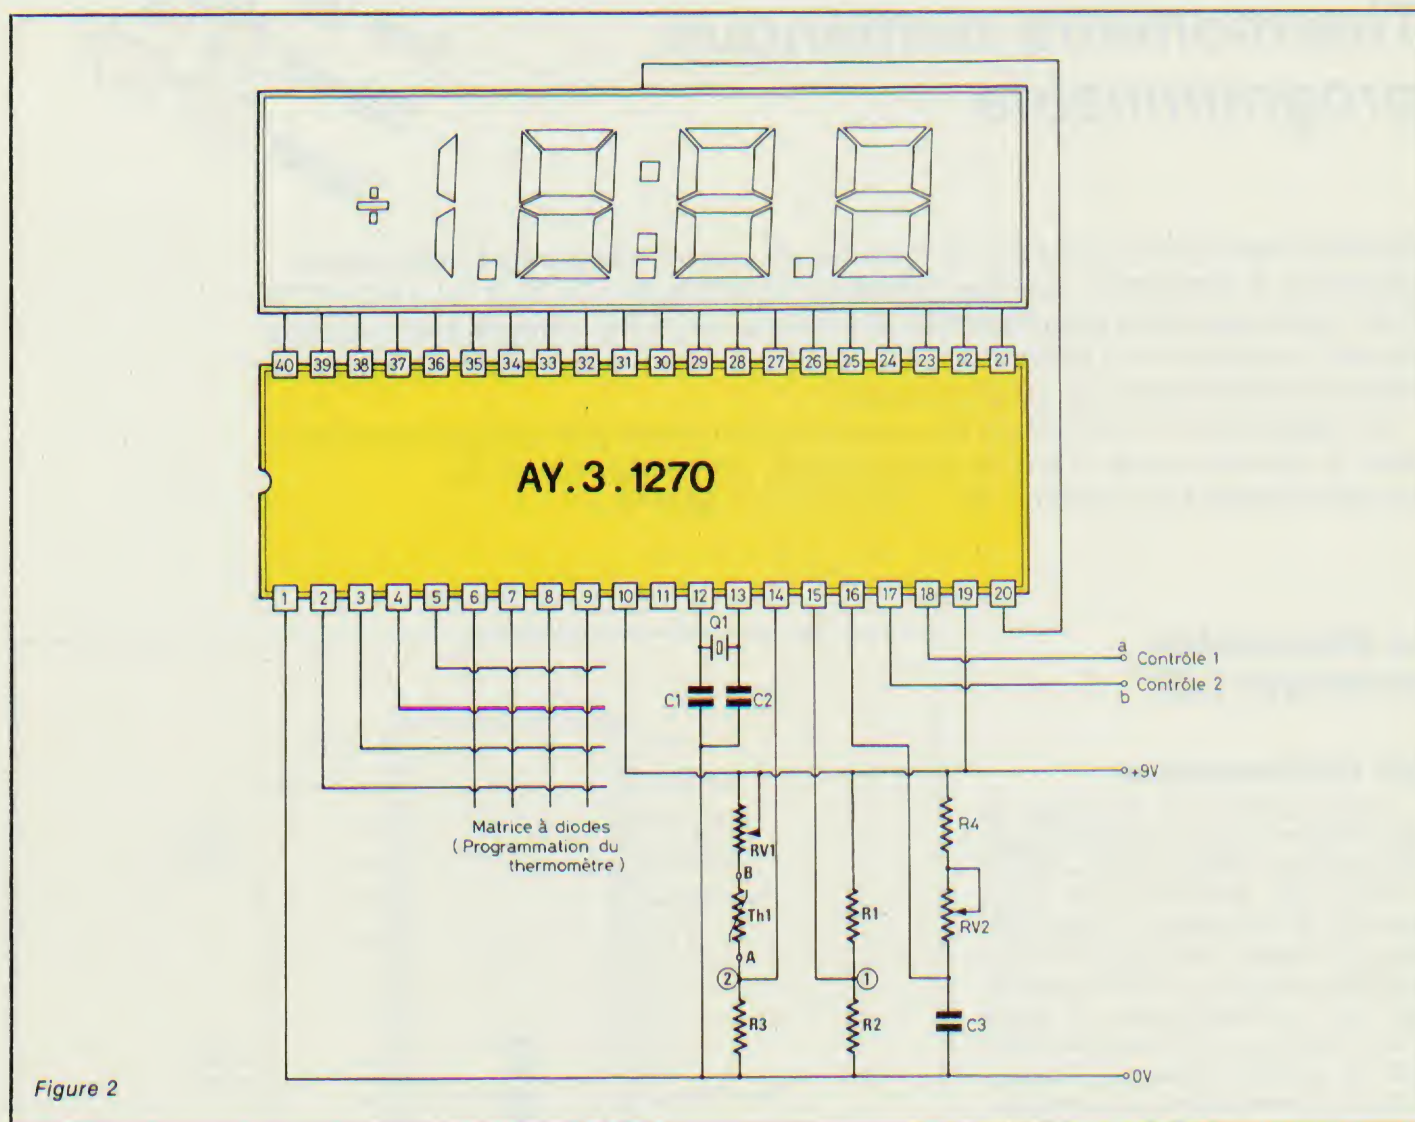 40 39 38 37 36 35 34 33 32 31 30 29 28 27 26 25 24 23 22 21
AY.3.1270
1 2 3 4 5 6 7 8 9 10 11 12 13 14 15 16 17 18 19 20
Q1
a
Contrôle 1
C1 C2
Contrôle 2
b
+9V
Matrice à diodes
(Programmation du
thermomètre)
RV1
R4
B
Th1
R1
RV2
A
2
1
R3
R2
C3
0V
Figure 2